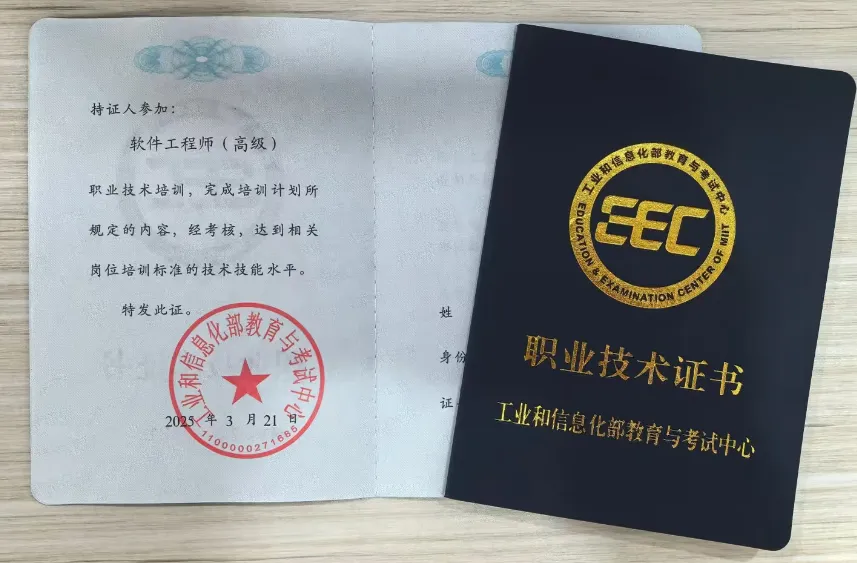 持证人参加：
软件工程师（高级）
职业技术培训，完成培训计划所
规定的内容，经考核，达到相关
岗位培训标准的技术技能水平。
特发此证。
工业和信息化部教育与考试中心
2025 年 3 月 21 日
1100000271685
姓
身份
证
工业和信息化部教育与考试中心
EEC
EDUCATION & EXAMINATION CENTER OF MIIT
职业技术证书
工业和信息化部教育与考试中心